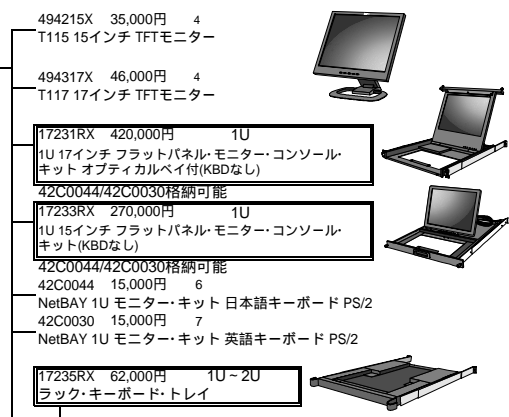 494215X 35,000円 4
T115 15インチ TFTモニター
494317X 46,000円 4
T117 17インチ TFTモニター
17231RX 420,000円 1U
1U 17インチ フラットパネル･モニター･コンソール･
キット オプティカルベイ付(KBDなし)
42C0044/42C0030格納可能
17233RX 270,000円 1U
1U 15インチ フラットパネル･モニター･コンソール･
キット(KBDなし)
42C0044/42C0030格納可能
42C0044 15,000円 6
NetBAY 1U モニター･キット 日本語キーボード PS/2
42C0030 15,000円 7
NetBAY 1U モニター･キット 英語キーボード PS/2
17235RX 62,000円 1U～2U
ラック･キーボード･トレイ